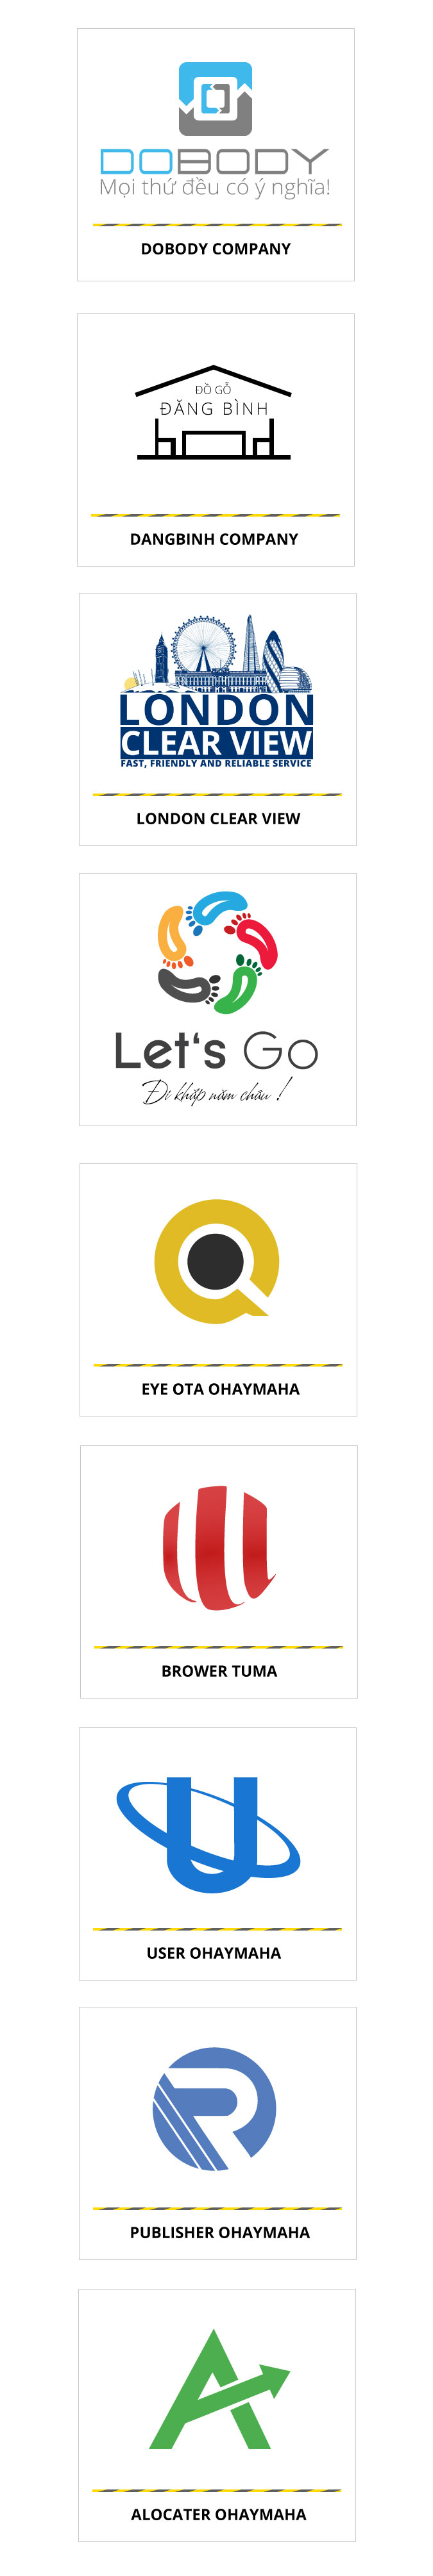 DOBODY
Mọi thứ đều có ý nghĩa!
DOBODY COMPANY
ĐỒ GỖ
ĐĂNG BÌNH
DANGBINH COMPANY
LONDON
CLEAR VIEW
FAST, FRIENDLY AND RELIABLE SERVICE
LONDON CLEAR VIEW
Let's Go
Đi khắp năm châu !
EYE OTA OHAYMAHA
BROWER TUMA
U
USER OHAYMAHA
R
PUBLISHER OHAYMAHA
A
ALOCATER OHAYMAHA